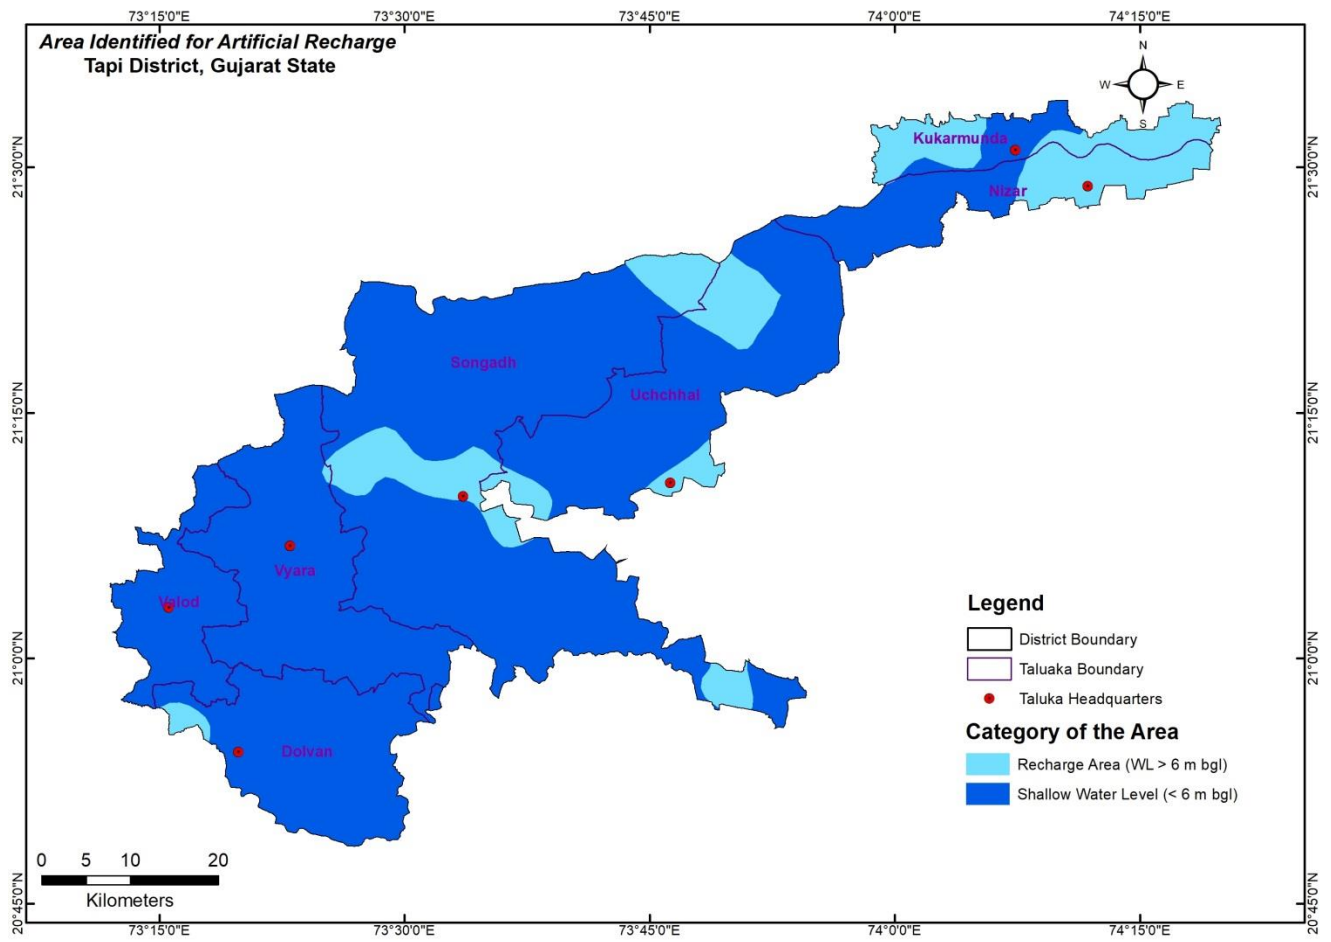 73°15'0"E 73°30'0"E 73°45'0"E 74°0'0"E 74°15'0"E
Area Identified for Artificial Recharge
Tapi District, Gujarat State
N
W E
S
21°30'0"N 21°30'0"N
Kukarmunda
Nizar
Songadh
Uchchhal
21°15'0"N 21°15'0"N
Vyara
Valod
Dolvan
21°0'0"N 21°0'0"N
Legend
District Boundary
Taluaka Boundary
Taluka Headquarters
Category of the Area
Recharge Area (WL > 6 m bgl)
Shallow Water Level (< 6 m bgl)
0 5 10 20
Kilometers
20°45'0"N 20°45'0"N
73°15'0"E 73°30'0"E 73°45'0"E 74°0'0"E 74°15'0"E